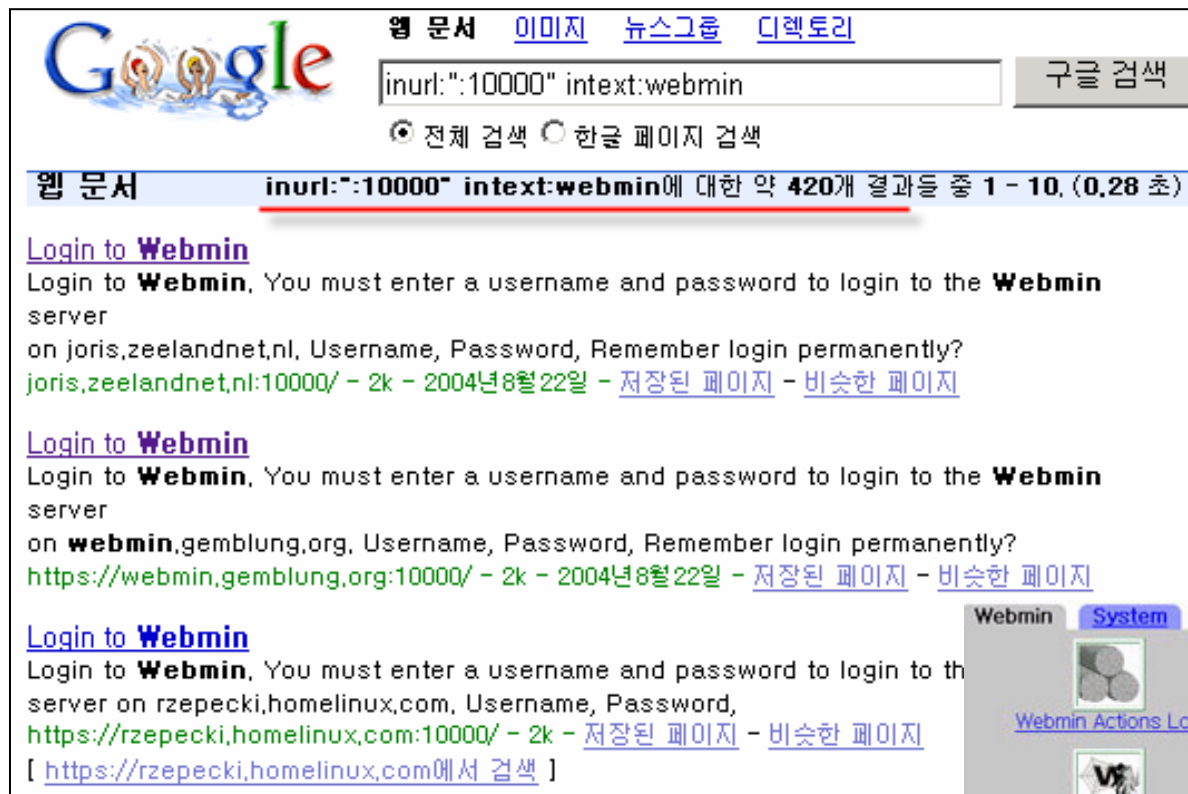 Google
웹 문서 이미지 뉴스그룹 디렉토리
inurl:":10000" intext:webmin
구글 검색
전체 검색 한글 페이지 검색
웹 문서 inurl:":10000" intext:webmin에 대한 약 420개 결과들 중 1 - 10, (0.28 초)
Login to Webmin
Login to Webmin, You must enter a username and password to login to the Webmin
server
on joris,zeelandnet,nl, Username, Password, Remember login permanently?
joris,zeelandnet,nl:10000/ - 2k - 2004년8월22일 - 저장된 페이지 - 비슷한 페이지
Login to Webmin
Login to Webmin, You must enter a username and password to login to the Webmin
server
on webmin,gemblung,org, Username, Password, Remember login permanently?
https://webmin,gemblung,org:10000/ - 2k - 2004년8월22일 - 저장된 페이지 - 비슷한 페이지
Login to Webmin
Login to Webmin, You must enter a username and password to login to th
server on rzepecki,homelinux,com, Username, Password,
https://rzepecki,homelinux,com:10000/ - 2k - 저장된 페이지 - 비슷한 페이지
[ https://rzepecki,homelinux,com에서 검색 ]
Webmin System
Webmin Actions Lo